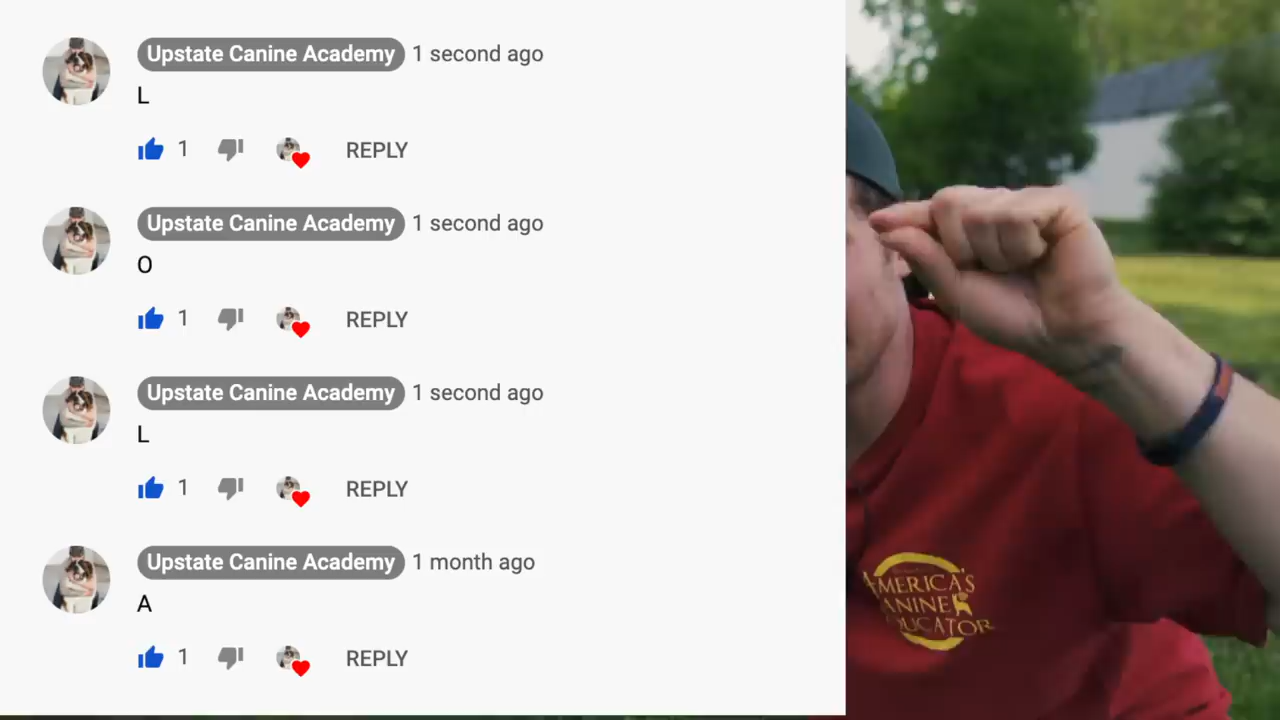 Upstate Canine Academy 1 second ago
L
1 REPLY
Upstate Canine Academy 1 second ago
O
1 REPLY
Upstate Canine Academy 1 second ago
L
1 REPLY
Upstate Canine Academy 1 month ago
A
1 REPLY
AMERICA'S
CANINE
EDUCATOR